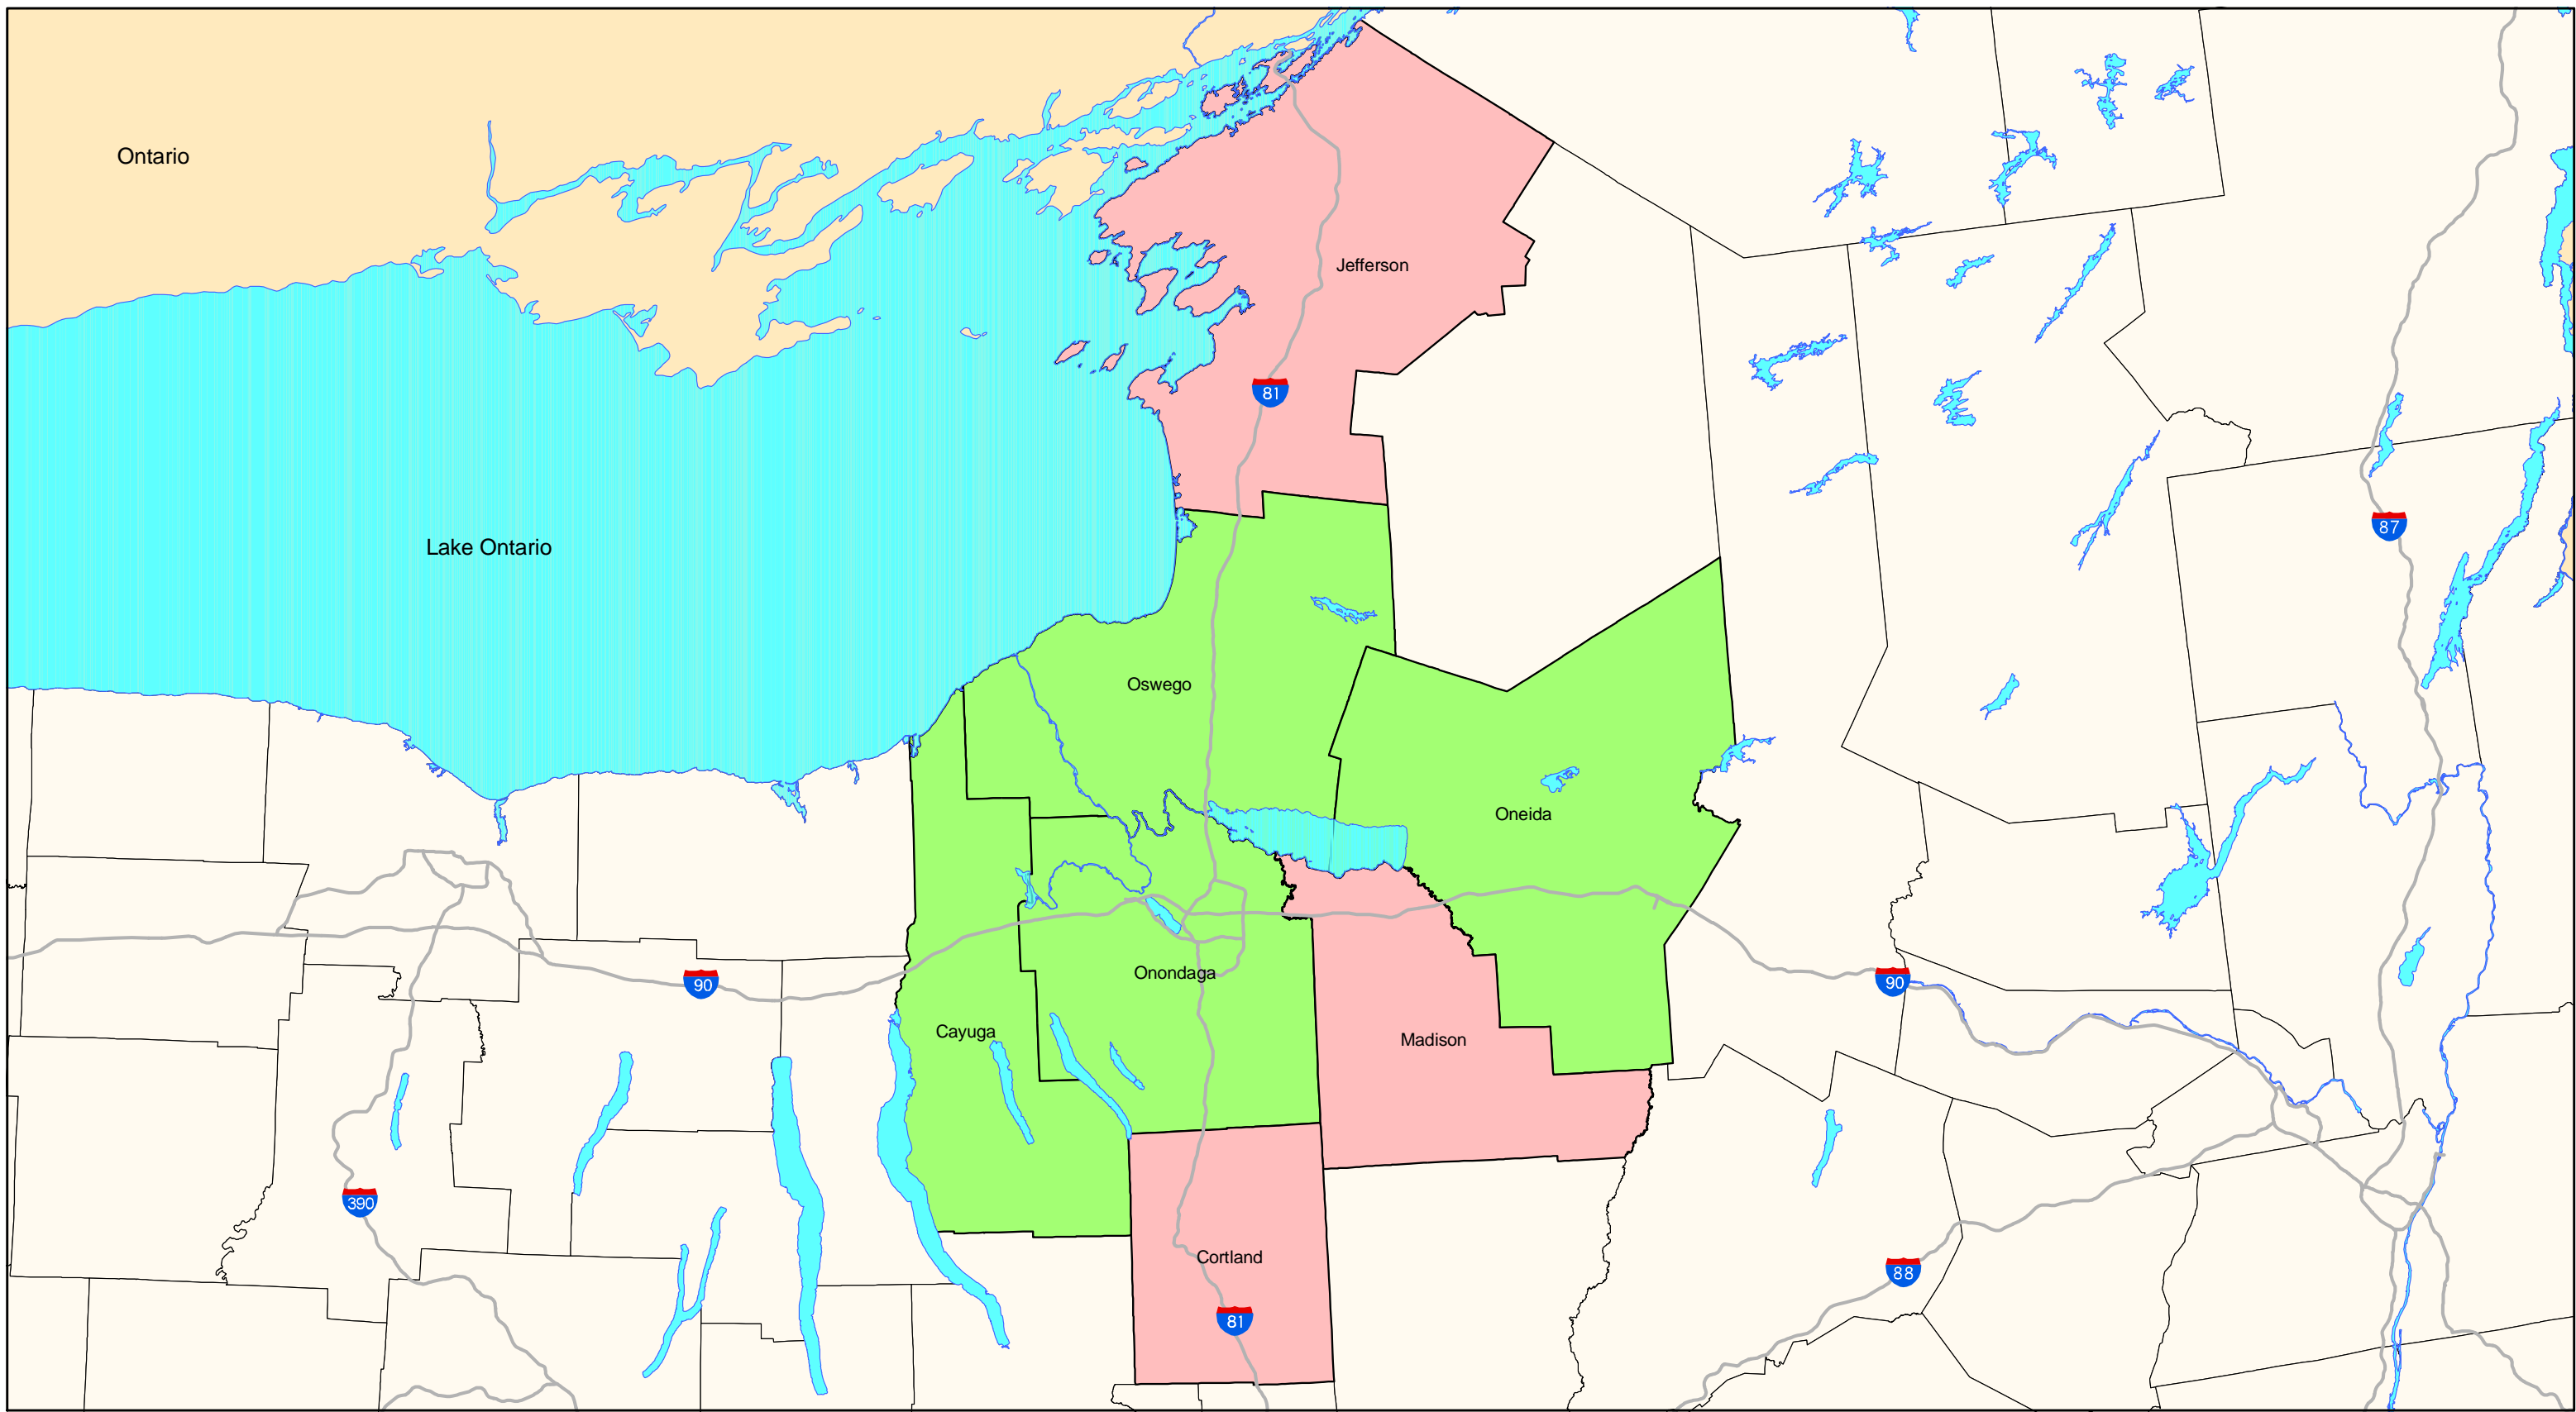 Ontario
Jefferson
81
Lake Ontario
87
Oswego
Oneida
Onondaga
90
90
Cayuga
Madison
390
Cortland
88
81